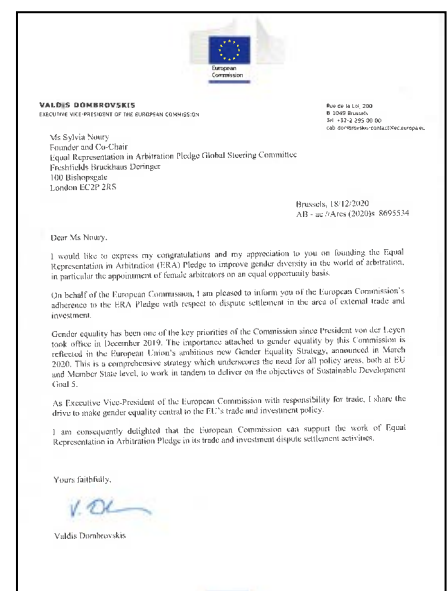 European
Commission
VALDIS DOMBROVSKIS
EXECUTIVE VICE-PRESIDENT OF THE EUROPEAN COMMISSION
Rue de la Loi, 200
B-1049 Brussels
Tel. +32-2 295 00 00
Ms Sylvia Noury
Founder and Co-Chair
Equal Representation in Arbitration Pledge Global Steering Committee
Freshfields Bruckhaus Deringer
100 Bishopsgate
London EC2P 2RS
Brussels, 18/12/2020
AB - ac //Ares (2020)s 8695534
Dear Ms Noury,
I would like to express my congratulations and my appreciation to you on founding the Equal
Representation in Arbitration (ERA) Pledge to improve gender diversity in the world of arbitration,
in particular the appointment of female arbitrators on an equal opportunity basis.
On behalf of the European Commission, I am pleased to inform you of the European Commission's
adherence to the ERA Pledge with respect to dispute settlement in the area of external trade and
investment.
Gender equality has been one of the key priorities of the Commission since President von der Leyen
took office in December 2019. The importance attached to gender equality by this Commission is
reflected in the European Union's ambitious new Gender Equality Strategy, announced in March
2020. This is a comprehensive strategy which underscores the need for all policy areas, both at EU
and Member State level, to work in tandem to deliver on the objectives of Sustainable Development
Goal 5.
As Executive Vice-President of the European Commission with responsibility for trade, I share the
drive to make gender equality central to the EU's trade and investment policy.
I am consequently delighted that the European Commission can support the work of Equal
Representation in Arbitration Pledge in its trade and investment dispute settlement activities.
Yours faithfully,
Valdis Dombrovskis